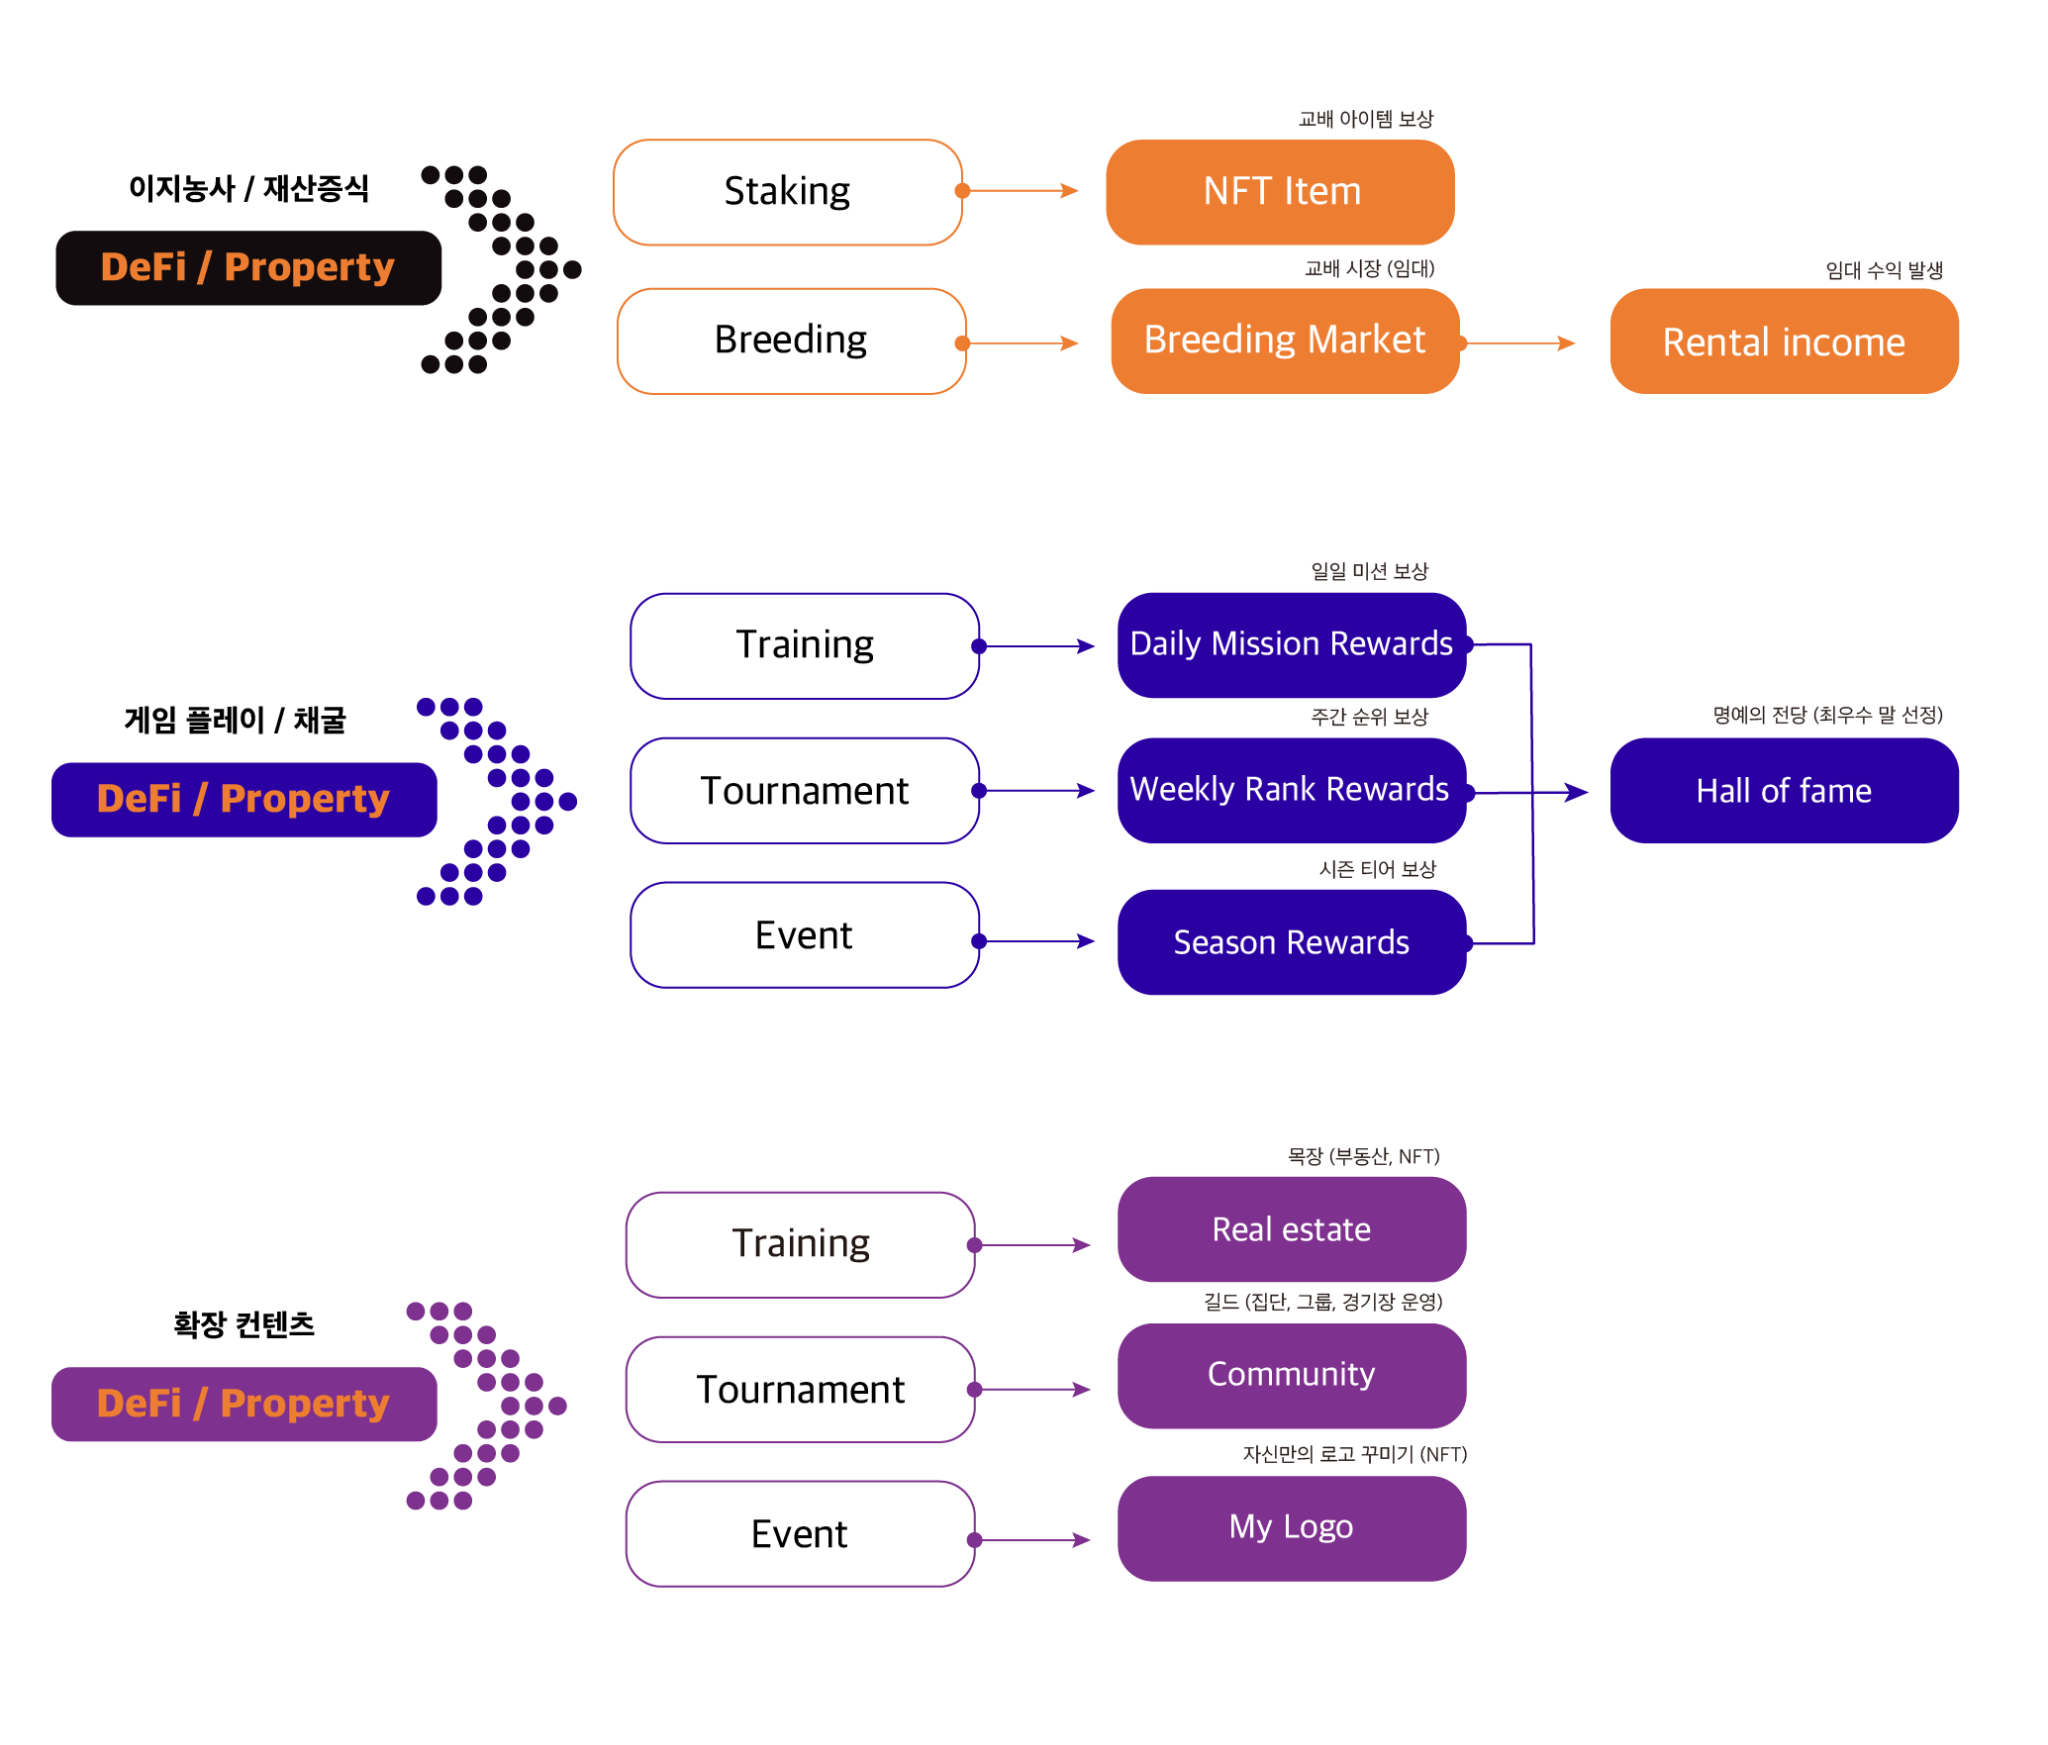 이지농사 / 재산증식
DeFi / Property
Staking
교배 아이템 보상
NFT Item
Breeding
교배 시장 (임대)
Breeding Market
임대 수익 발생
Rental income
게임 플레이 / 채굴
DeFi / Property
Training
일일 미션 보상
Daily Mission Rewards
Tournament
주간 순위 보상
Weekly Rank Rewards
Event
시즌 티어 보상
Season Rewards
명예의 전당 (최우수 말 선정)
Hall of fame
확장 컨텐츠
DeFi / Property
Training
목장 (부동산, NFT)
Real estate
Tournament
길드 (집단, 그룹, 경기장 운영)
Community
Event
자신만의 로고 꾸미기 (NFT)
My Logo